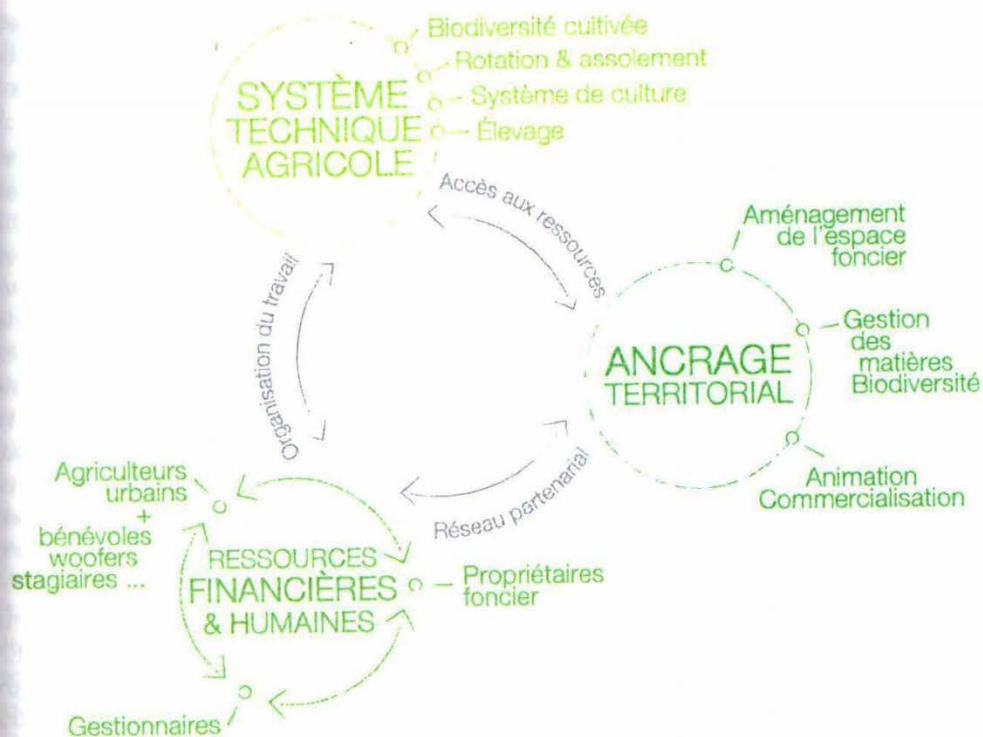 Biodiversité cultivée
Rotation & assolement
Système de culture
Élevage
SYSTÈME
TECHNIQUE
AGRICOLE
Accès aux ressources
Aménagement
de l'espace
foncier
Gestion
des
matières
Biodiversité
ANCRAGE
TERRITORIAL
Animation
Commercialisation
Organisation du travail
Réseau partenarial
Agriculteurs
urbains
+
bénévoles
woofers
stagiaires ...
RESSOURCES
FINANCIÈRES
& HUMAINES
Propriétaires
foncier
Gestionnaires